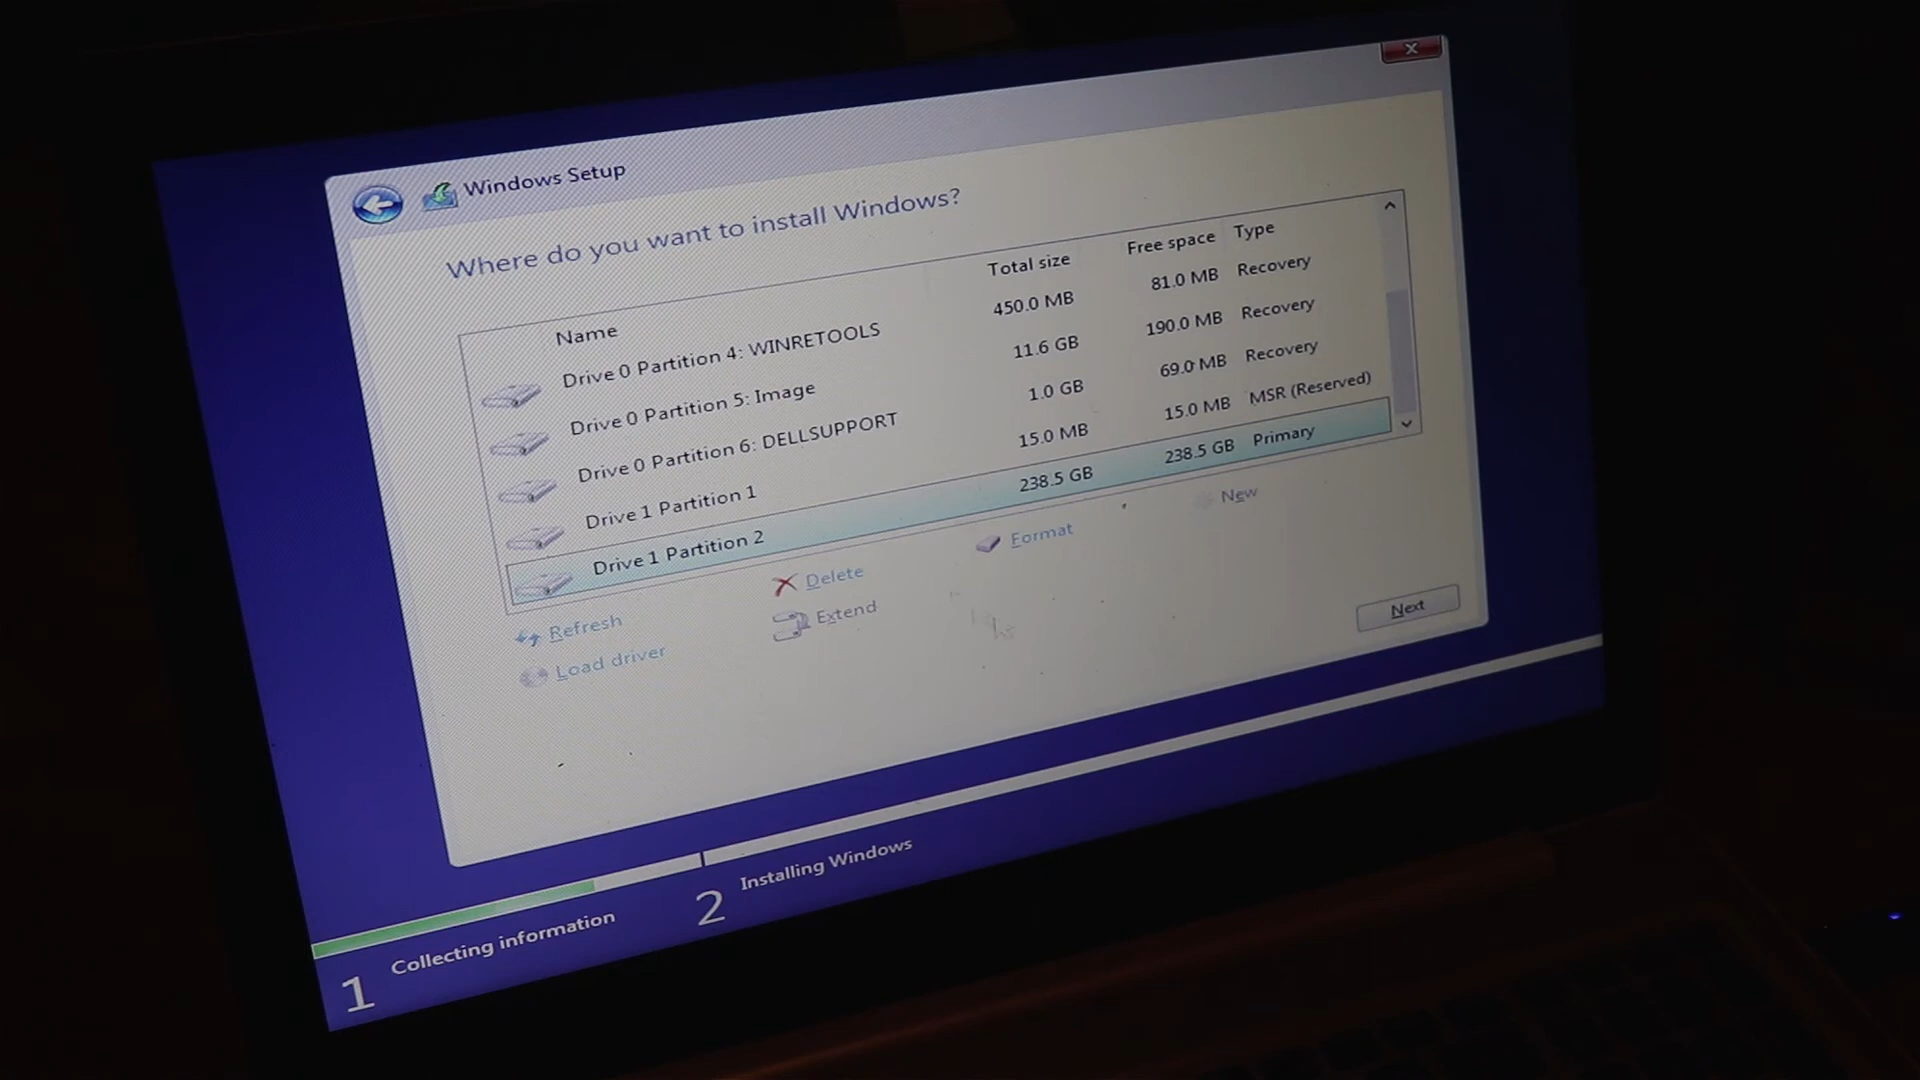 Windows Setup
Where do you want to install Windows?
Name Total size Free space Type
Drive 0 Partition 4: WINRETOOLS 450.0 MB 81.0 MB Recovery
Drive 0 Partition 5: Image 11.6 GB 190.0 MB Recovery
Drive 0 Partition 6: DELLSUPPORT 1.0 GB 69.0 MB Recovery
Drive 1 Partition 1 15.0 MB 15.0 MB MSR (Reserved)
Drive 1 Partition 2 238.5 GB 238.5 GB Primary
Refresh Delete Format New
Load driver Extend
Next
1 Collecting information 2 Installing Windows